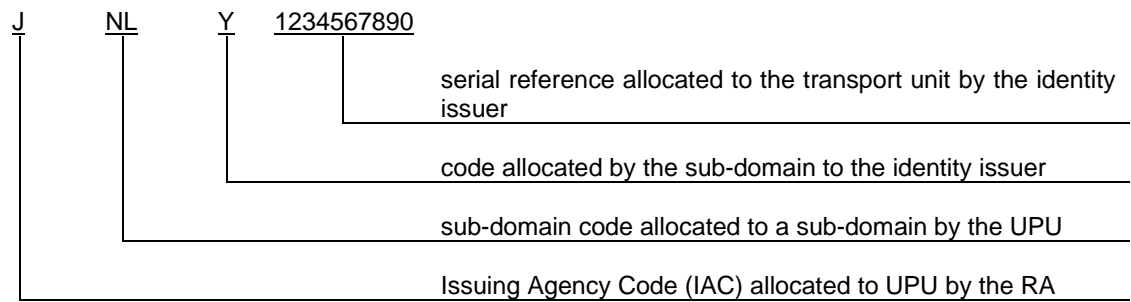 J NL Y 1234567890
serial reference allocated to the transport unit by the identity
issuer
code allocated by the sub-domain to the identity issuer
sub-domain code allocated to a sub-domain by the UPU
Issuing Agency Code (IAC) allocated to UPU by the RA